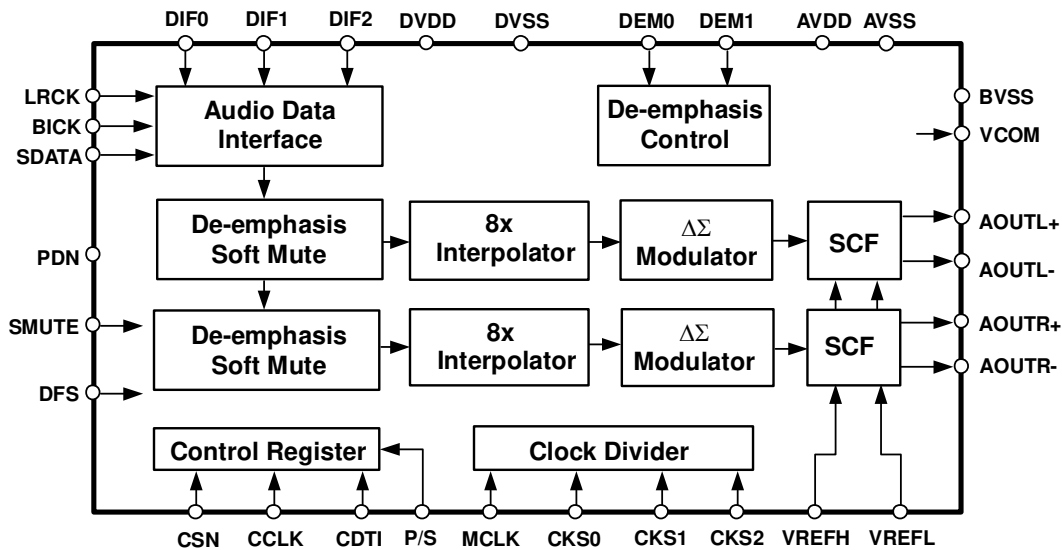 DIF0 DIF1 DIF2 DVDD DVSS DEM0 DEM1 AVDD AVSS
LRCK
BICK
SDATA
Audio Data
Interface
De-emphasis
Control
BVSS
VCOM
PDN
De-emphasis
Soft Mute
8x
Interpolator
ΔΣ
Modulator
SCF
AOUTL+
AOUTL-
SMUTE
DFS
De-emphasis
Soft Mute
8x
Interpolator
ΔΣ
Modulator
SCF
AOUTR+
AOUTR-
Control Register
Clock Divider
CSN CCLK CDTI P/S MCLK CKS0 CKS1 CKS2 VREFH VREFL